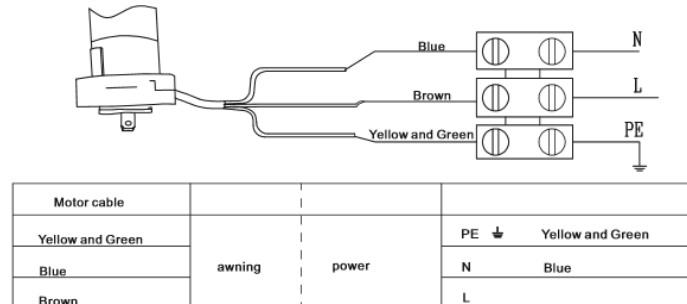 Blue
N
Brown
L
Yellow and Green
PE
Motor cable
Yellow and Green
PE
Yellow and Green
Blue
awning
power
N
Blue
Brown
L